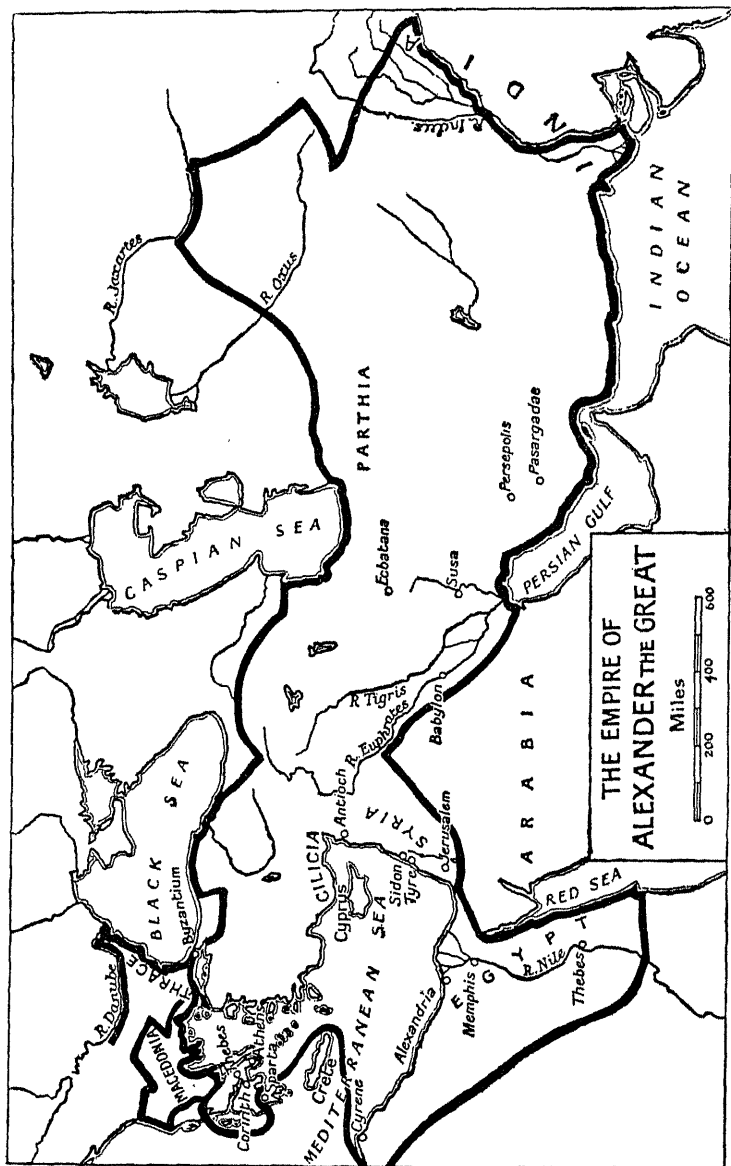 THE EMPIRE OF
ALEXANDER THE GREAT
Miles
0 200 400 600
R. Danube
THRACE
MACEDONIA
BLACK SEA
Byzantium
CASPIAN SEA
R. Jaxartes
R. Oxus
R. Indus
INDIA
PARTHIA
Ecbatana
Susa
Persepolis
Pasargadae
PERSIAN GULF
INDIAN
OCEAN
R Tigris
R. Euphrates
Babylon
ARABIA
Antioch
SYRIA
CILICIA
Cyprus
Sidon
Tyre
Jerusalem
Thebes
Athens
Corinth
Sparta
Crete
MEDITERRANEAN SEA
Cyrene
Alexandria
Memphis
EGYPT
R. Nile
Thebes
RED SEA